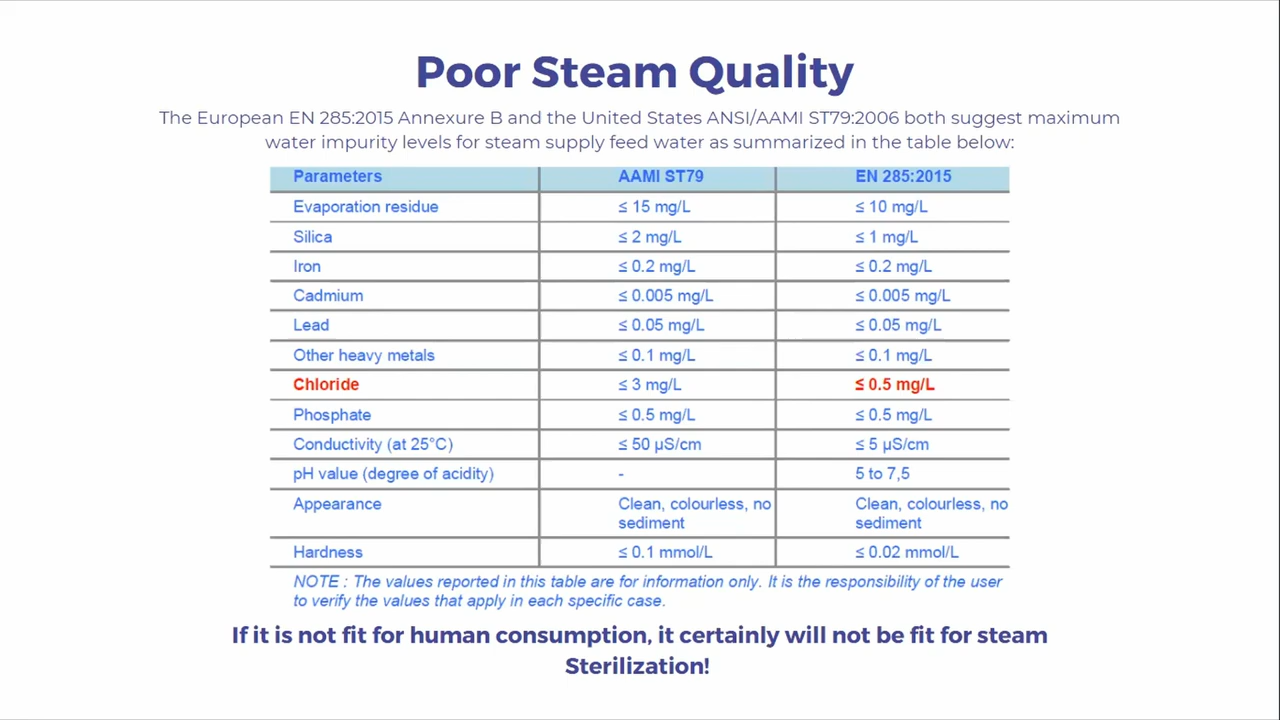 Poor Steam Quality
The European EN 285:2015 Annexure B and the United States ANSI/AAMI ST79:2006 both suggest maximum
water impurity levels for steam supply feed water as summarized in the table below:
Parameters AAMI ST79 EN 285:2015
Evaporation residue ≤ 15 mg/L ≤ 10 mg/L
Silica ≤ 2 mg/L ≤ 1 mg/L
Iron ≤ 0.2 mg/L ≤ 0.2 mg/L
Cadmium ≤ 0.005 mg/L ≤ 0.005 mg/L
Lead ≤ 0.05 mg/L ≤ 0.05 mg/L
Other heavy metals ≤ 0.1 mg/L ≤ 0.1 mg/L
Chloride ≤ 3 mg/L ≤ 0.5 mg/L
Phosphate ≤ 0.5 mg/L ≤ 0.5 mg/L
Conductivity (at 25°C) ≤ 50 µS/cm ≤ 5 µS/cm
pH value (degree of acidity) - 5 to 7,5
Appearance Clean, colourless, no Clean, colourless, no
sediment sediment
Hardness ≤ 0.1 mmol/L ≤ 0.02 mmol/L
NOTE : The values reported in this table are for information only. It is the responsibility of the user
to verify the values that apply in each specific case.
If it is not fit for human consumption, it certainly will not be fit for steam
Sterilization!